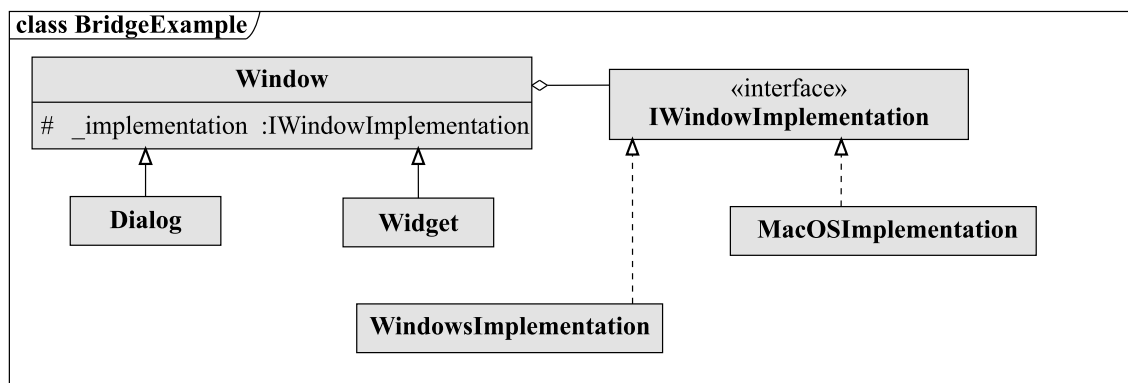 class BridgeExample
Window
# _implementation :IWindowImplementation
«interface»
IWindowImplementation
Dialog
Widget
MacOSImplementation
WindowsImplementation